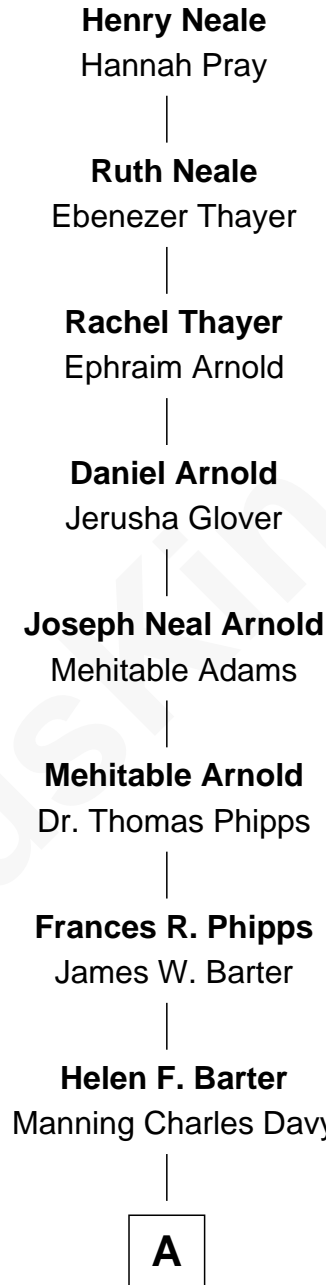 Henry Neale
Hannah Pray
Ruth Neale
Ebenezer Thayer
Rachel Thayer
Ephraim Arnold
Daniel Arnold
Jerusha Glover
Joseph Neal Arnold
Mehitable Adams
Mehitable Arnold
Dr. Thomas Phipps
Frances R. Phipps
James W. Barter
Helen F. Barter
Manning Charles Davy
A